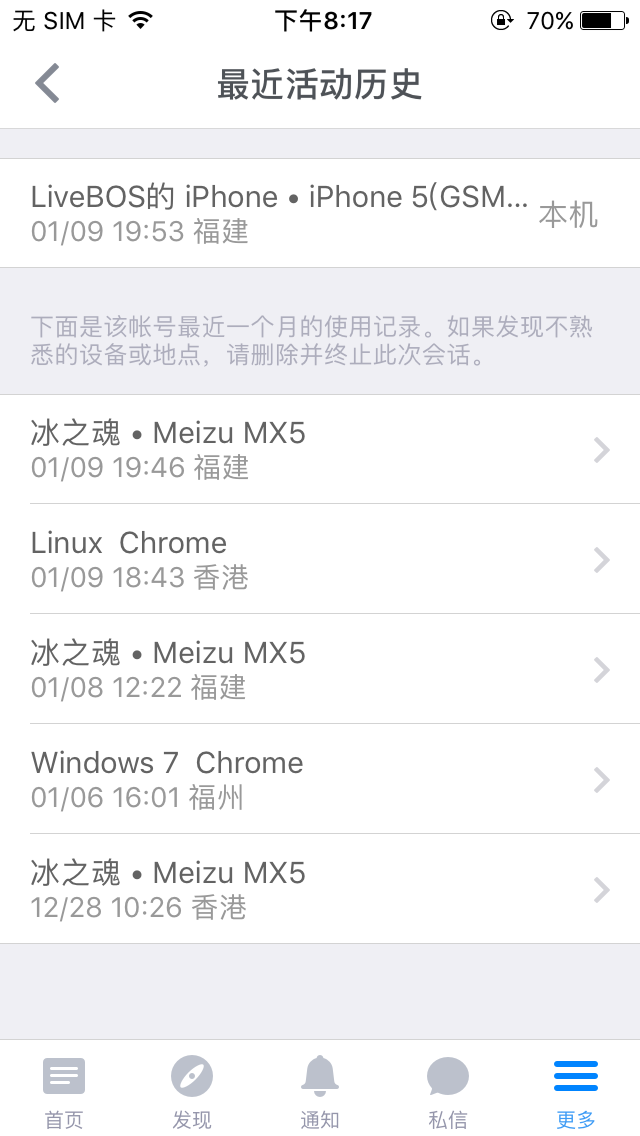 无 SIM 卡 下午8:17 70%
最近活动历史
LiveBOS的 iPhone • iPhone 5(GSM...
01/09 19:53 福建
本机
下面是该帐号最近一个月的使用记录。如果发现不熟
悉的设备或地点，请删除并终止此次会话。
冰之魂 • Meizu MX5
01/09 19:46 福建
Linux  Chrome
01/09 18:43 香港
冰之魂 • Meizu MX5
01/08 12:22 福建
Windows 7  Chrome
01/06 16:01 福州
冰之魂 • Meizu MX5
12/28 10:26 香港
首页 发现 通知 私信 更多